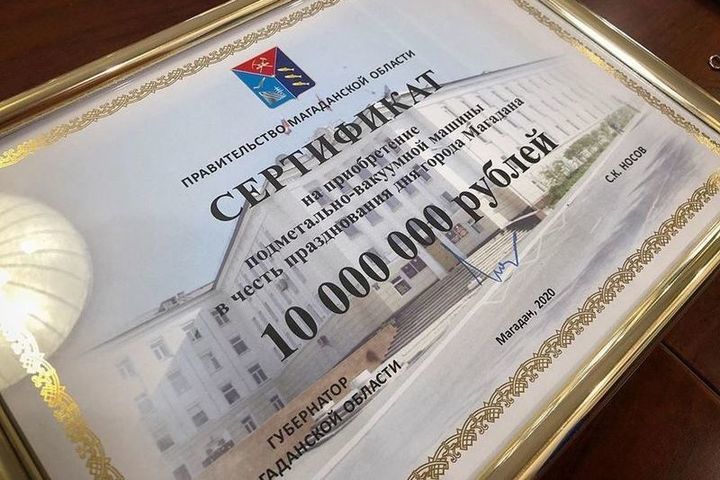 ПРАВИТЕЛЬСТВО МАГАДАНСКОЙ ОБЛАСТИ
СЕРТИФИКАТ
на приобретение
подметально-вакуумной машины
в честь празднования дня города Магадана
10 000 000 рублей
ГУБЕРНАТОР
ГАДАНСКОЙ ОБЛАСТИ
С.К. НОСОВ
Магадан, 2020